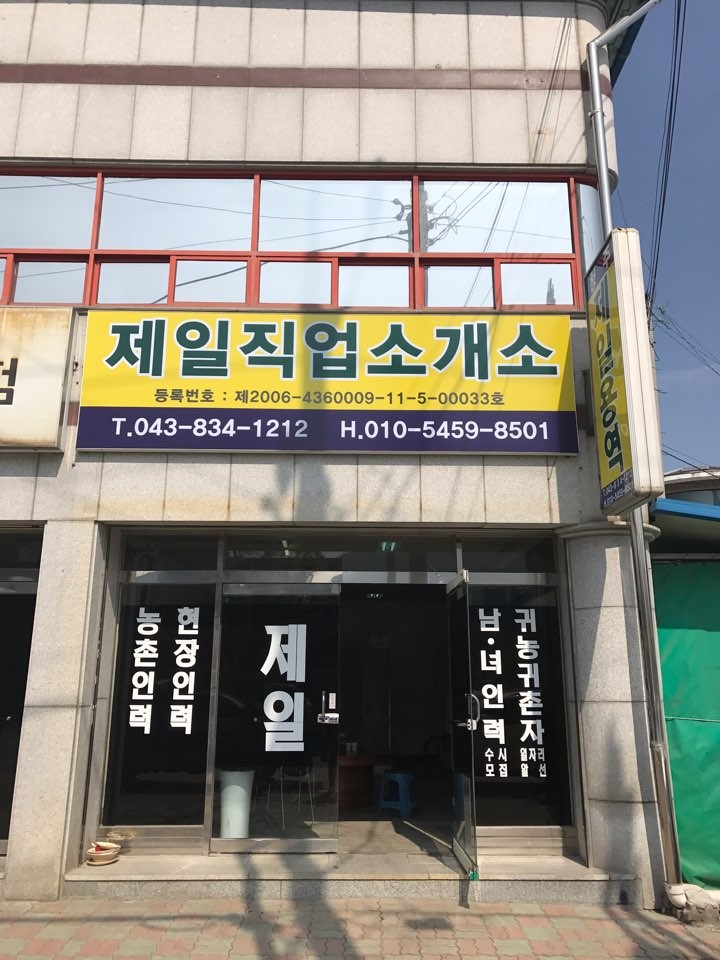 제일직업소개소
등록번호 : 제2006-4360009-11-5-00033호
T.043-834-1212 H.010-5459-8501
점
현장인력
농촌인력
제일
귀농귀촌자
일자리
알선
남·녀인력
수시
모집